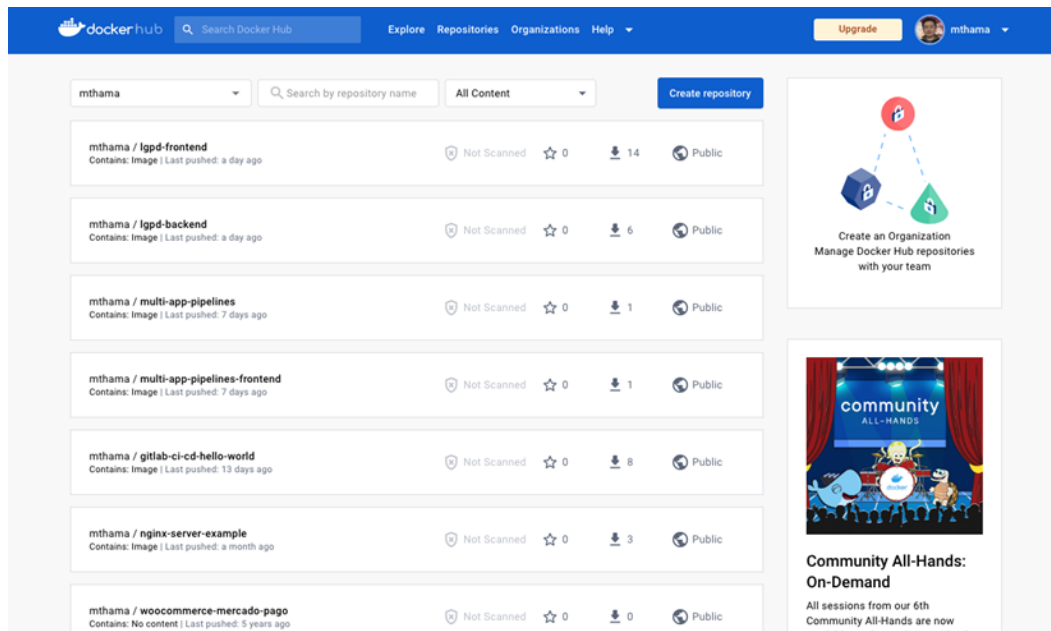 dockerhub
Search Docker Hub
Explore Repositories Organizations Help
Upgrade
mthama
mthama
Search by repository name
All Content
Create repository
mthama / lgpd-frontend
Contains: Image | Last pushed: a day ago
Not Scanned 0 14 Public
mthama / lgpd-backend
Contains: Image | Last pushed: a day ago
Not Scanned 0 6 Public
mthama / multi-app-pipelines
Contains: Image | Last pushed: 7 days ago
Not Scanned 0 1 Public
mthama / multi-app-pipelines-frontend
Contains: Image | Last pushed: 7 days ago
Not Scanned 0 1 Public
mthama / gitlab-ci-cd-hello-world
Contains: Image | Last pushed: 13 days ago
Not Scanned 0 8 Public
mthama / nginx-server-example
Contains: Image | Last pushed: a month ago
Not Scanned 0 3 Public
mthama / woocommerce-mercado-pago
Contains: No content | Last pushed: 5 years ago
Not Scanned 0 0 Public
Create an Organization
Manage Docker Hub repositories
with your team
community
ALL-HANDS
docker
Community All-Hands:
On-Demand
All sessions from our 6th
Community All-Hands are now